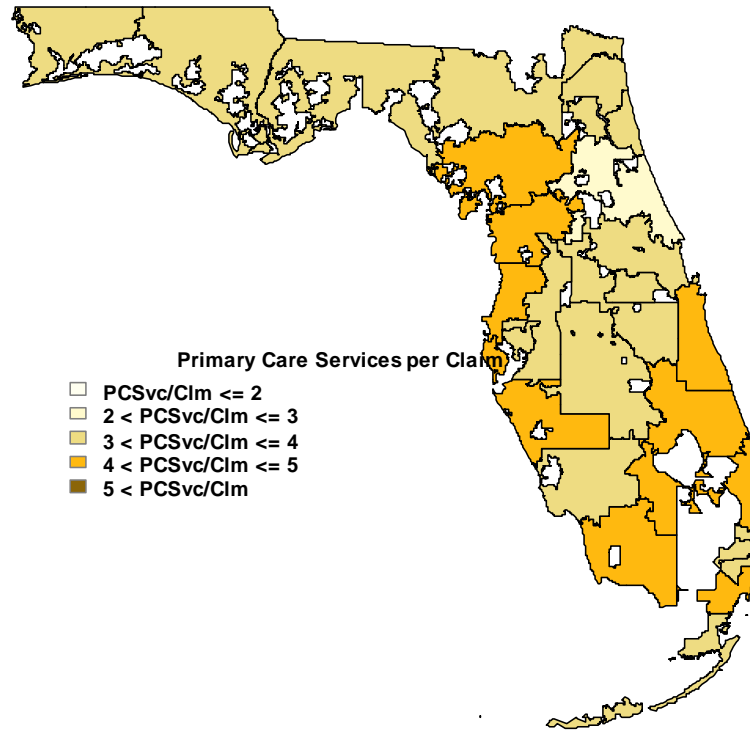 Primary Care Services per Claim
PCSvc/Clm <= 2
2 < PCSvc/Clm <= 3
3 < PCSvc/Clm <= 4
4 < PCSvc/Clm <= 5
5 < PCSvc/Clm